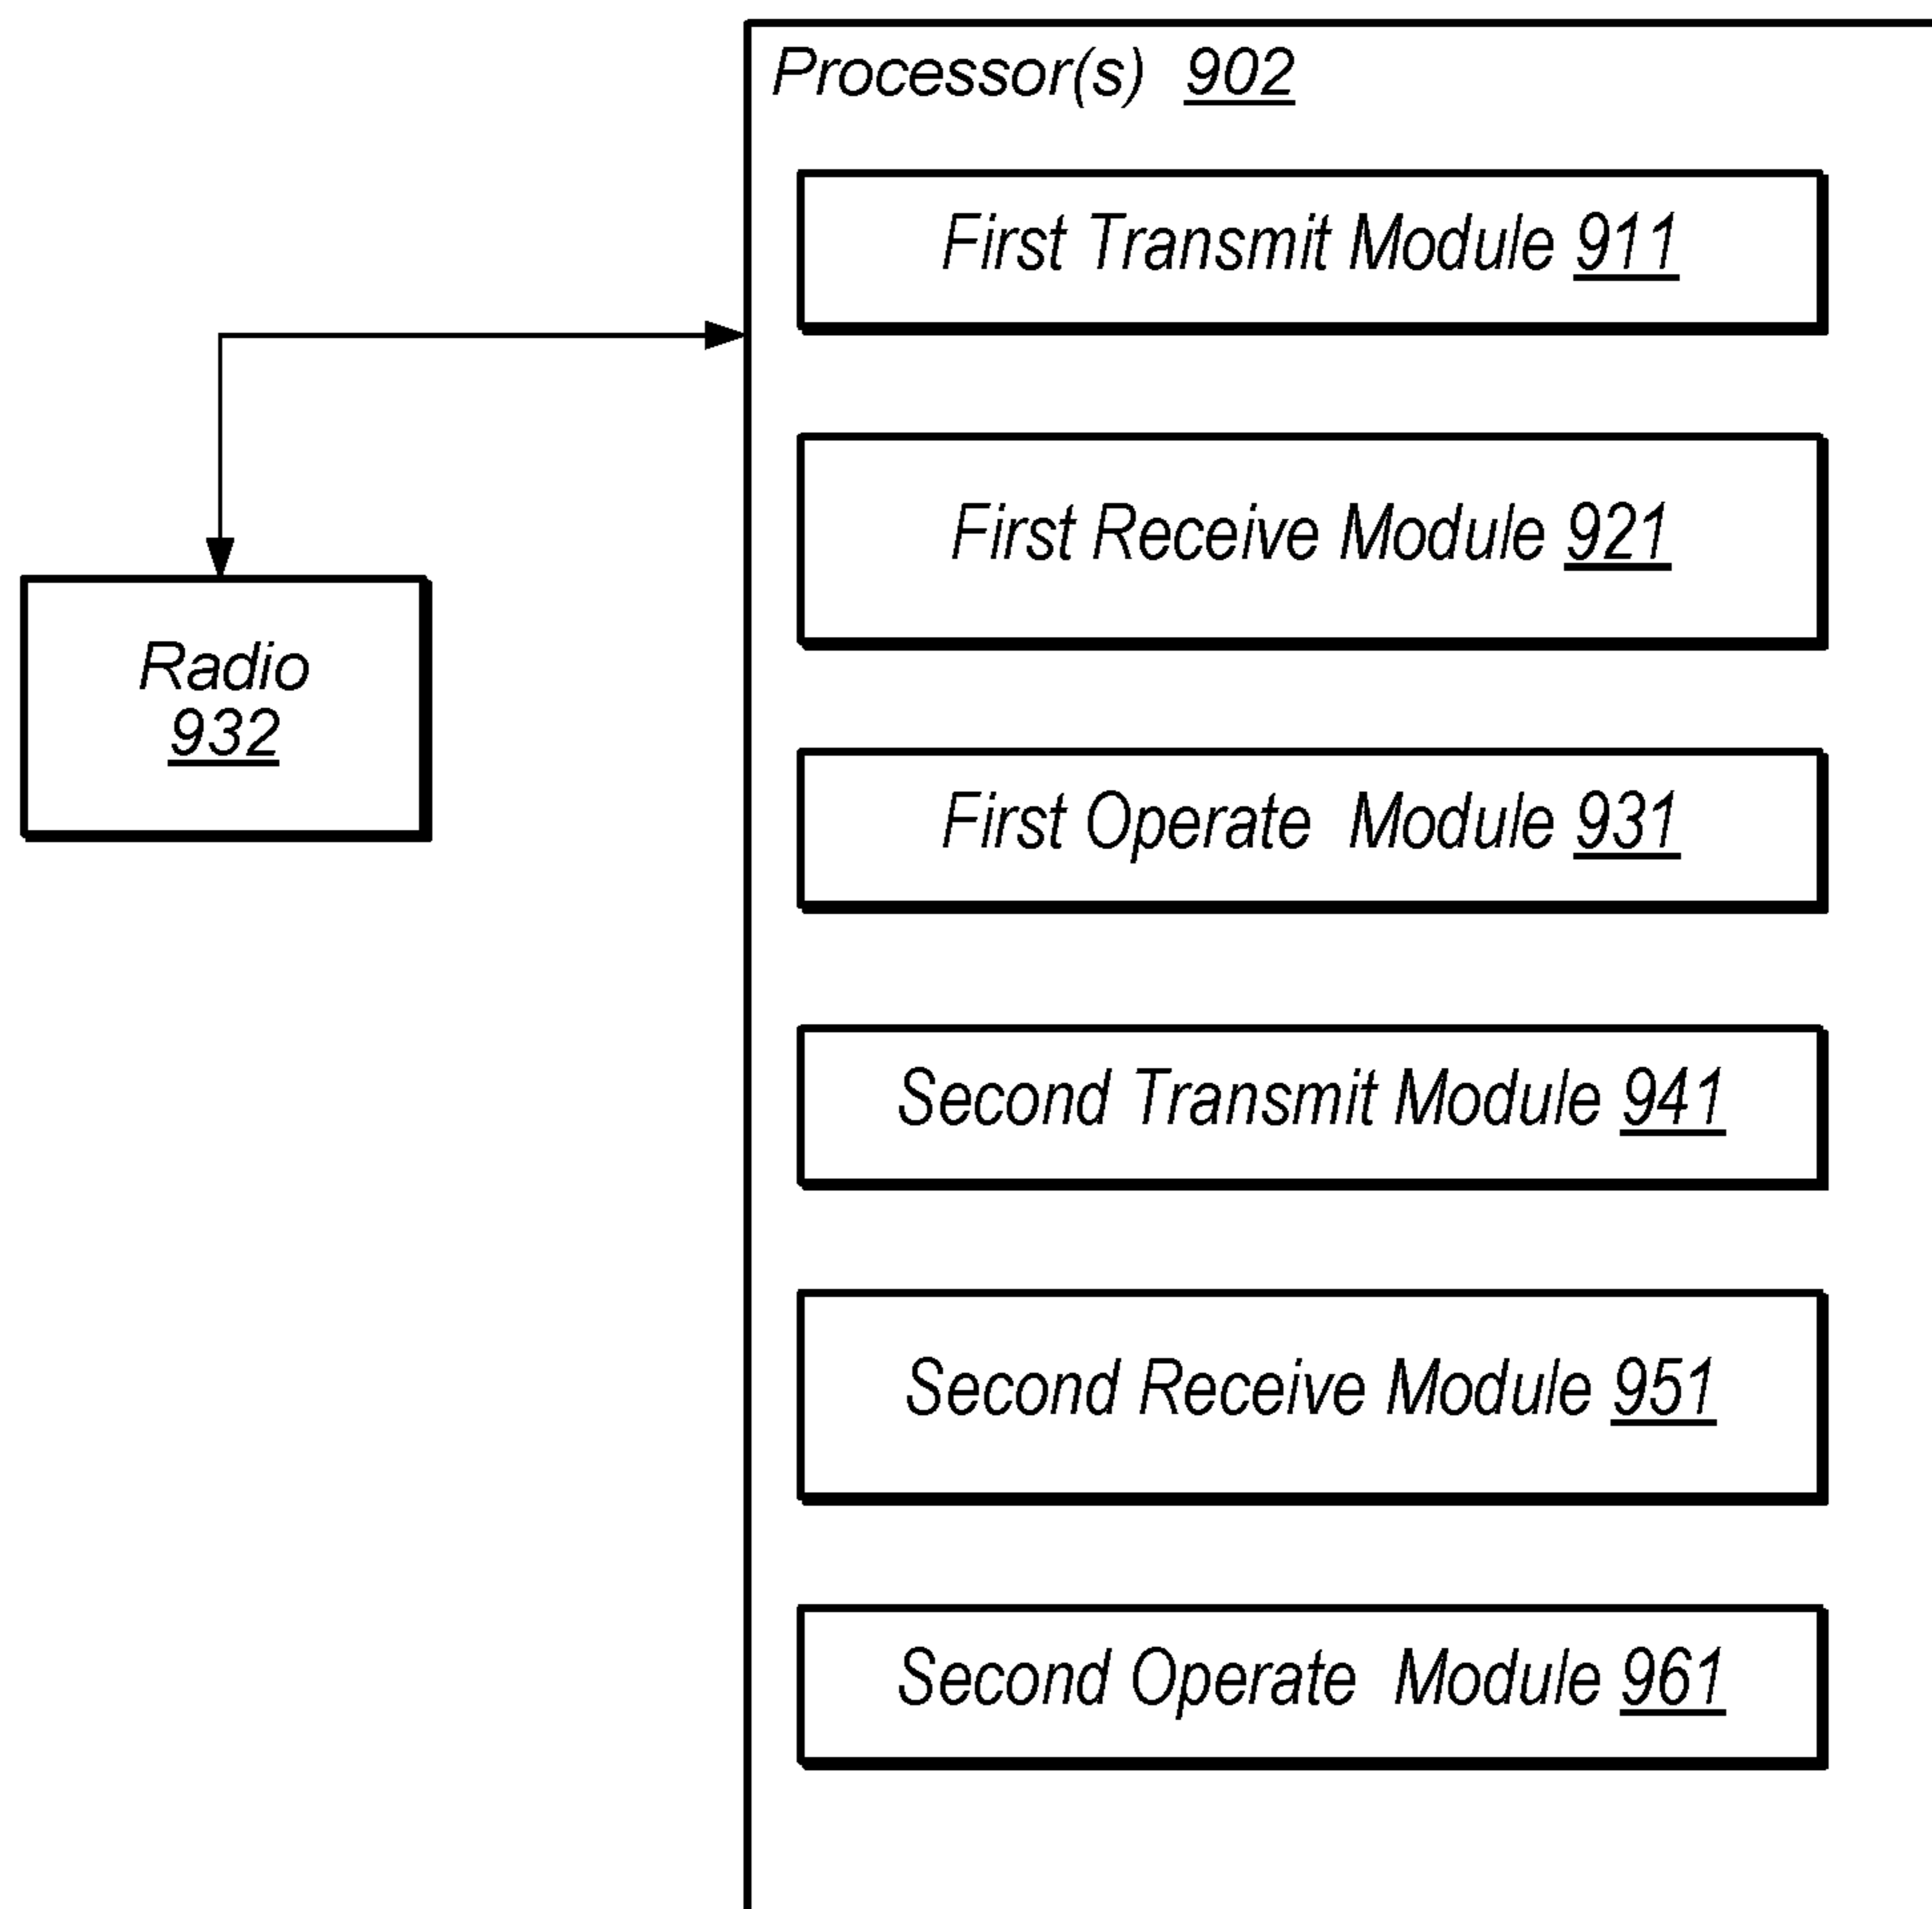 Processor(s) 902
First Transmit Module 911
First Receive Module 921
Radio
932
First Operate Module 931
Second Transmit Module 941
Second Receive Module 951
Second Operate Module 961